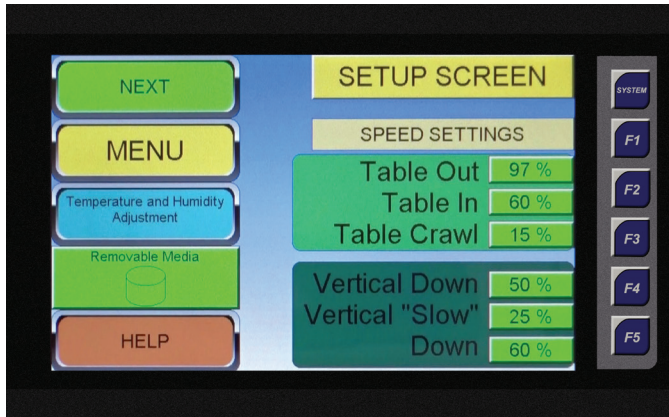 NEXT
MENU
Temperature and Humidity
Adjustment
Removable Media
HELP
SETUP SCREEN
SPEED SETTINGS
Table Out 97 %
Table In 60 %
Table Crawl 15 %
Vertical Down 50 %
Vertical "Slow" 25 %
Down 60 %
SYSTEM
F1
F2
F3
F4
F5